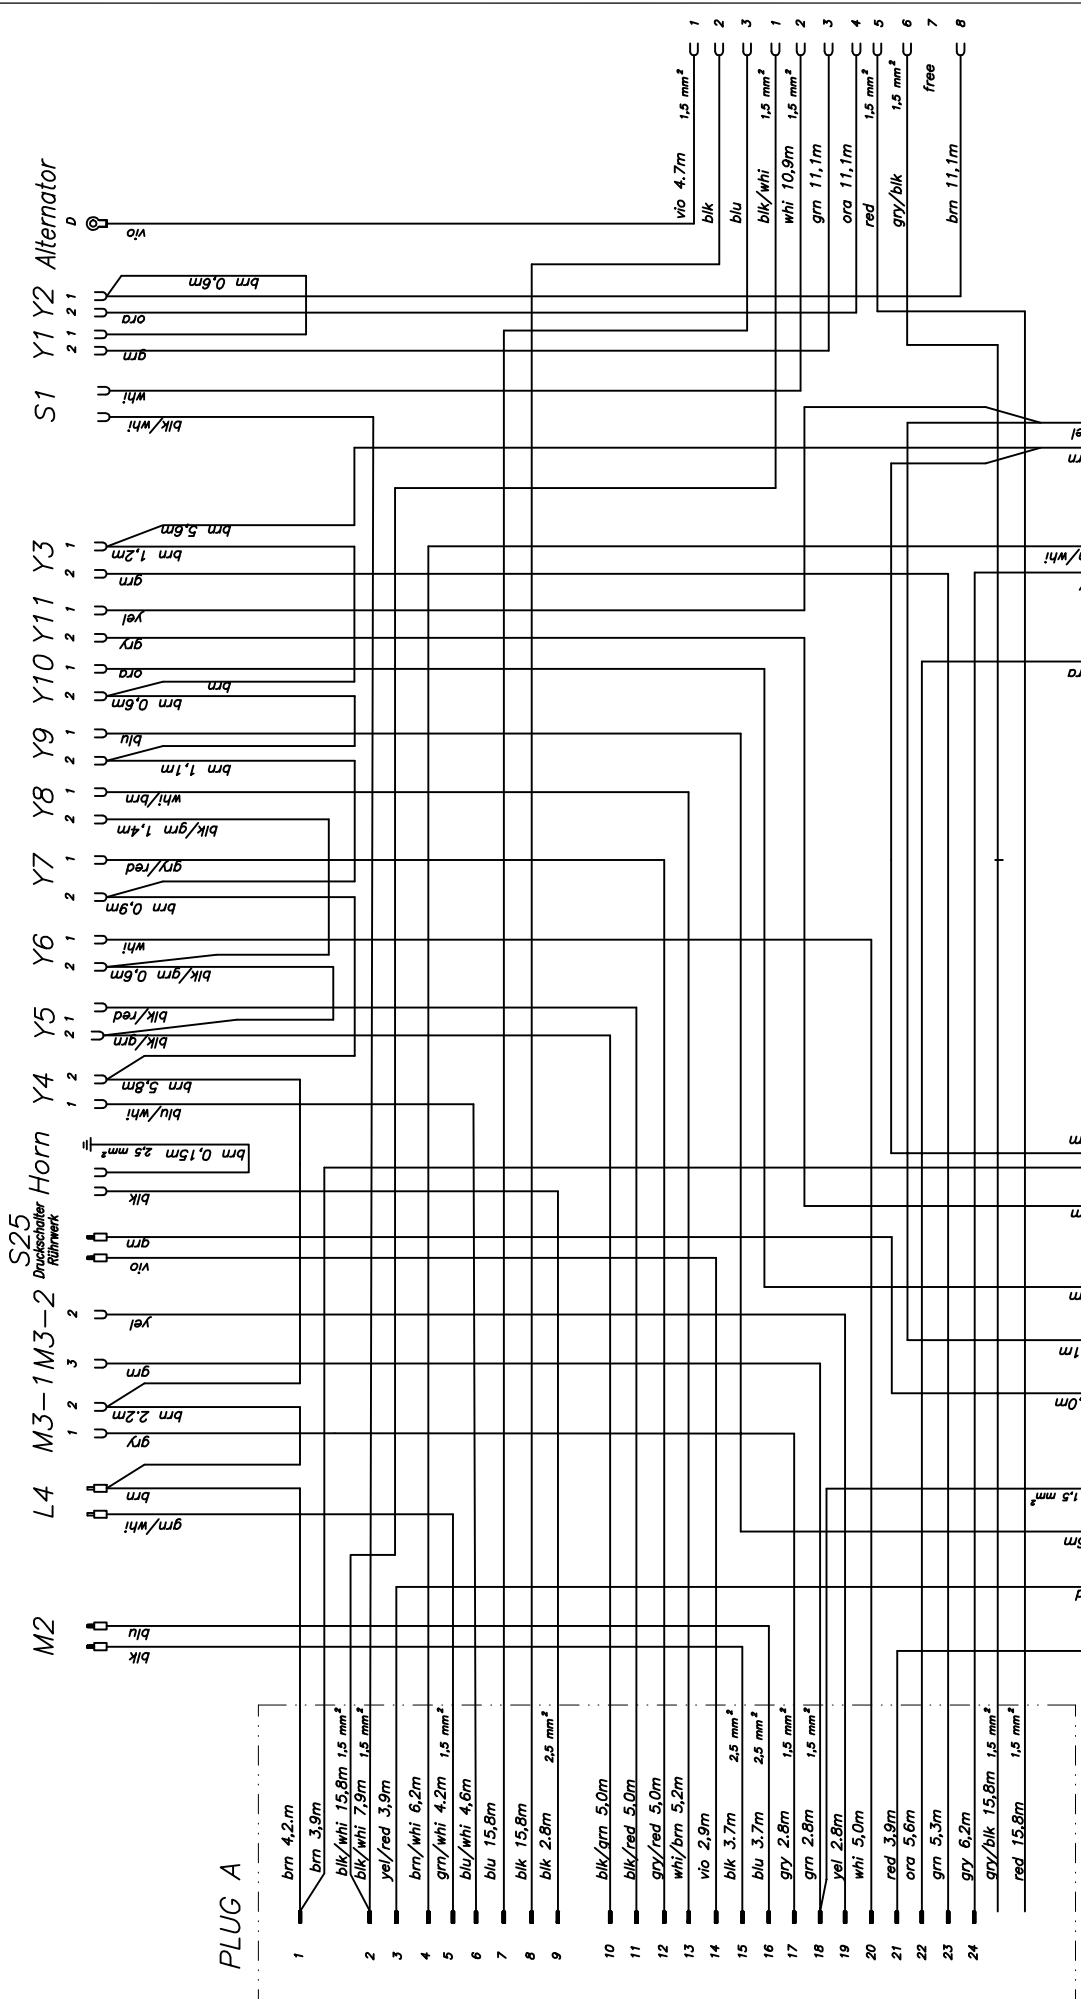 Alternator
D
vio
Y2
1
2
brn 0,6m
ora
Y1
1
2
grn
S1
whi
blk/whi
Y3
1
2
brn 5,6m
brn 1,2m
grn
Y11
1
2
yel
gry
Y10
1
2
ora
brn
brn 0,6m
Y9
1
2
blu
brn 1,1m
Y8
1
2
whi/brn
blk/grn 1,4m
Y7
1
2
gry/red
brn 0,9m
Y6
1
2
whi
blk/grn 0,6m
Y5
1
2
blk/red
blk/grn
Y4
2
1
brn 5,8m
blu/whi
Horn
brn 0,15m 2,5 mm²
blk
S25
Druckschalter
Rührwerk
grn
vio
M3-2
2
yel
M3-1
3
2
1
grn
brn 2.2m
gry
L4
brn
grn/whi
M2
blu
blk
1
2
3
1
2
3
4
5
6
7
8
vio 4.7m 1,5 mm²
blk
blu
blk/whi 1,5 mm²
whi 10,9m 1,5 mm²
grn 11,1m
ora 11,1m
red 1,5 mm²
gry/blk 1,5 mm²
free
brn 11,1m
el
rn
/whi
ra
m
m
m
1m
,0m
1,5 mm²
m
PLUG A
1
brn 4,2.m
brn 3,9m
2
blk/whi 15,8m 1,5 mm²
blk/whi 7,9m 1,5 mm²
3
yel/red 3,9m
4
brn/whi 6,2m
5
grn/whi 4.2m 1,5 mm²
6
blu/whi 4,6m
7
blu 15,8m
8
blk 15,8m
9
blk 2.8m 2,5 mm²
10
blk/grn 5,0m
11
blk/red 5,0m
12
gry/red 5,0m
13
whi/brn 5,2m
14
vio 2,9m
15
blk 3.7m 2,5 mm²
16
blu 3.7m 2,5 mm²
17
gry 2.8m 1,5 mm²
18
grn 2.8m 1,5 mm²
19
yel 2.8m
20
whi 5,0m
21
red 3,9m
22
ora 5,6m
23
grn 5,3m
24
gry 6,2m
gry/blk 15,8m 1,5 mm²
red 15,8m 1,5 mm²